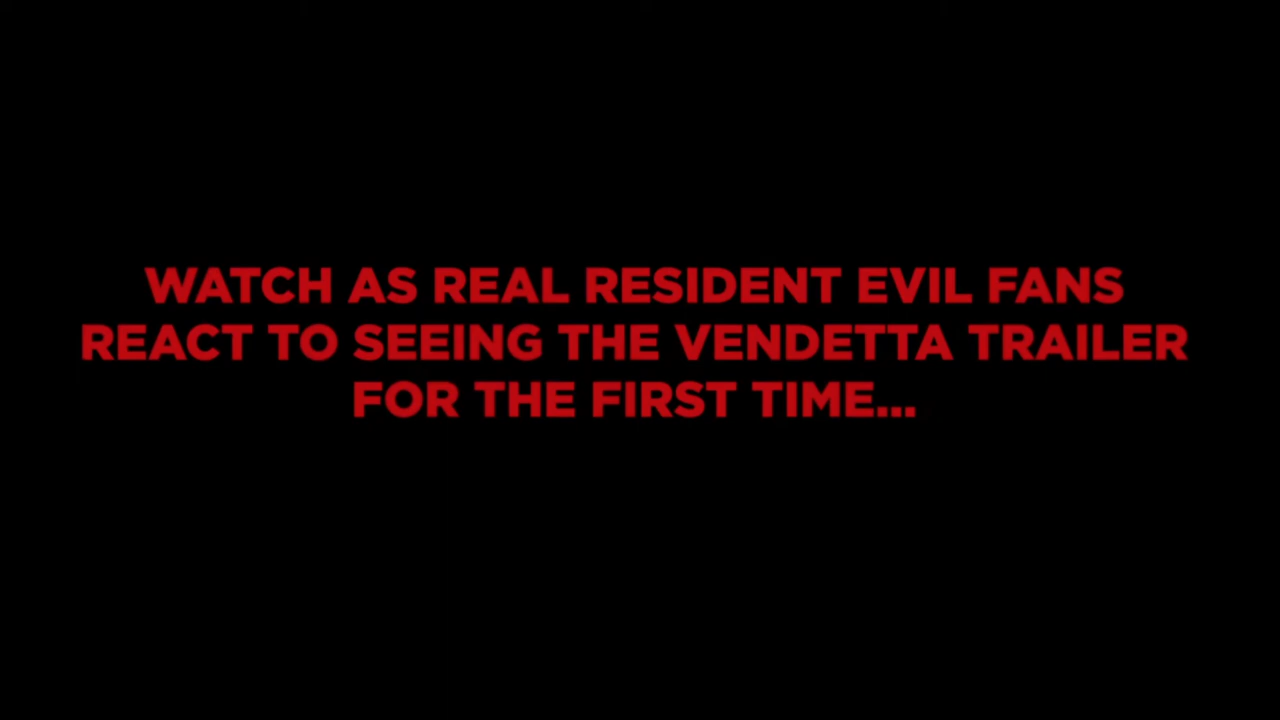 WATCH AS REAL RESIDENT EVIL FANS
REACT TO SEEING THE VENDETTA TRAILER
FOR THE FIRST TIME...